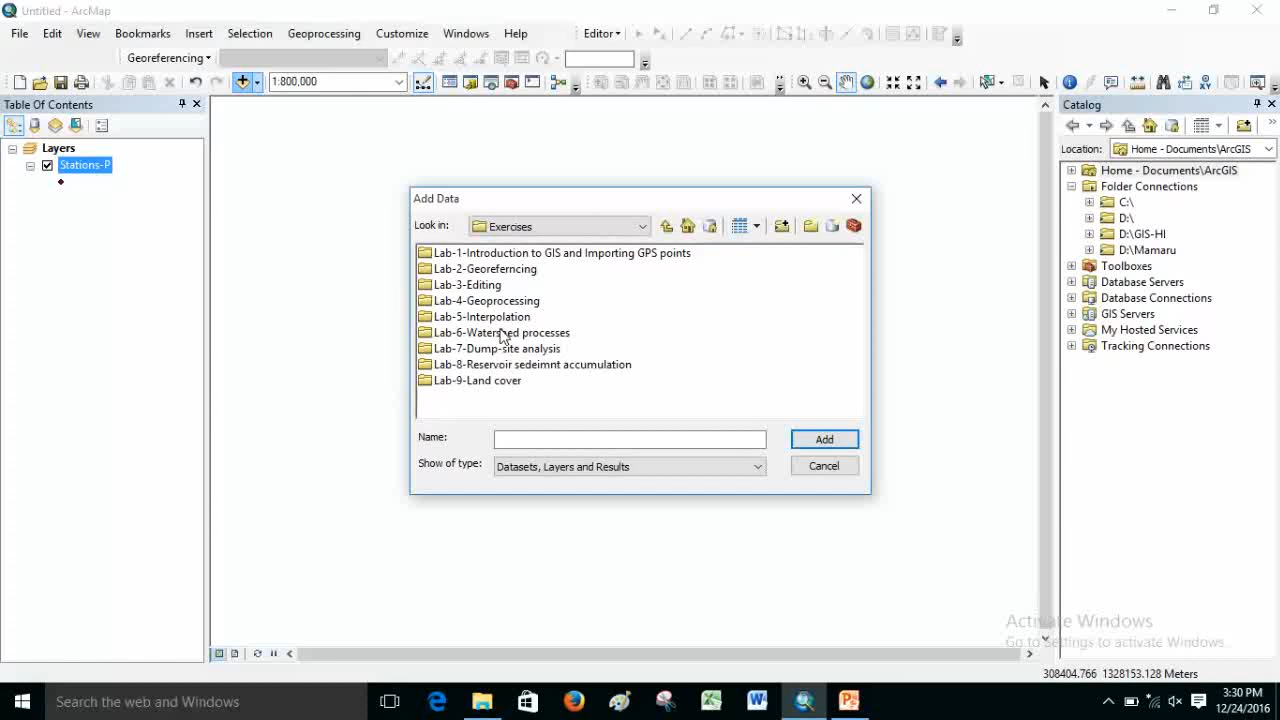 Untitled - ArcMap
File Edit View Bookmarks Insert Selection Geoprocessing Customize Windows Help
Editor
Georeferencing
1:800,000
Table Of Contents
Layers
Stations-P
Add Data
Look in: Exercises
Lab-1-Introduction to GIS and Importing GPS points
Lab-2-Georeferncing
Lab-3-Editing
Lab-4-Geoprocessing
Lab-5-Interpolation
Lab-6-Watershed processes
Lab-7-Dump-site analysis
Lab-8-Reservoir sedeimnt accumulation
Lab-9-Land cover
Name:
Add
Show of type: Datasets, Layers and Results
Cancel
Catalog
Location: Home - Documents\ArcGIS
Home - Documents\ArcGIS
Folder Connections
C:\
D:\
D:\GIS-HI
D:\Mamaru
Toolboxes
Database Servers
Database Connections
GIS Servers
My Hosted Services
Tracking Connections
Activate Windows
Go to Settings to activate Windows.
308404.766 1328153.128 Meters
Search the web and Windows
3:30 PM
12/24/2016